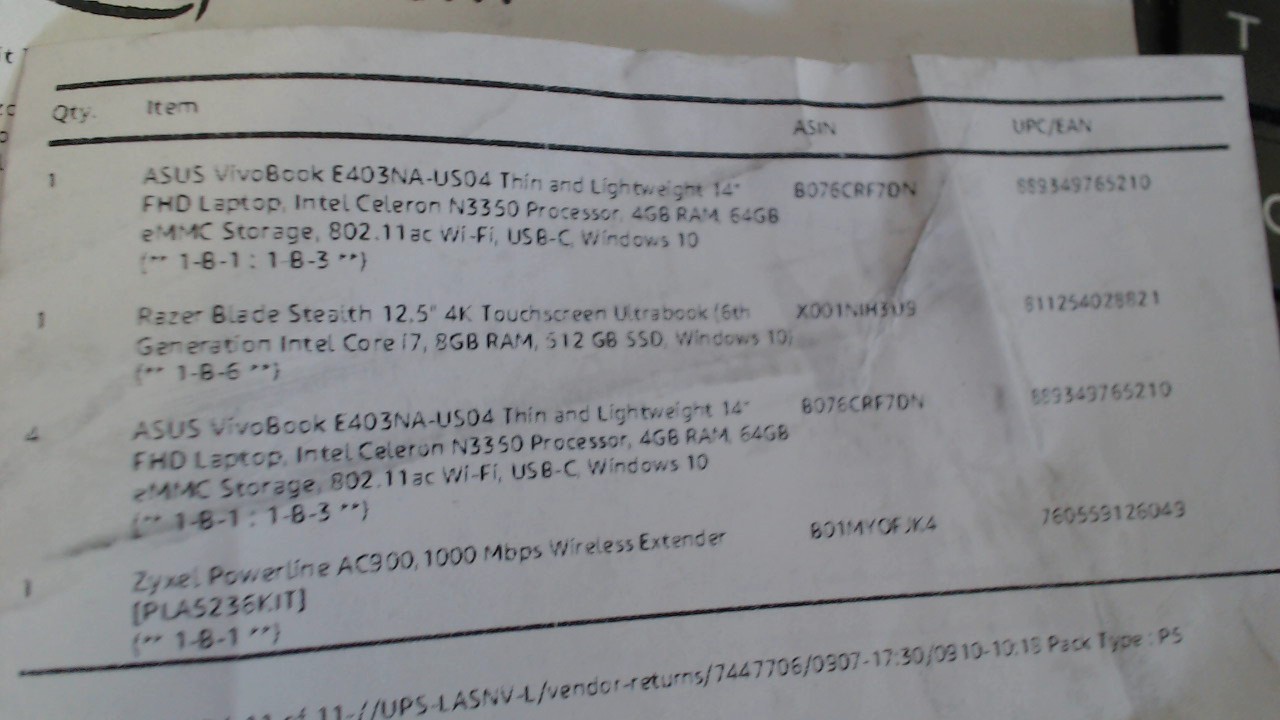 Qty. Item ASIN UPC/EAN
1 ASUS VivoBook E403NA-US04 Thin and Lightweight 14" B076CRF7DN 889349765210
FHD Laptop, Intel Celeron N3350 Processor, 4GB RAM, 64GB
eMMC Storage, 802.11ac Wi-Fi, USB-C, Windows 10
(** 1-B-1 : 1-B-3 **)
1 Razer Blade Stealth 12.5" 4K Touchscreen Ultrabook (6th X001NIH3U9 811254028821
Generation Intel Core i7, 8GB RAM, 512 GB SSD, Windows 10)
(** 1-B-6 **)
4 ASUS VivoBook E403NA-US04 Thin and Lightweight 14" B076CRF7DN 889349765210
FHD Laptop, Intel Celeron N3350 Processor, 4GB RAM, 64GB
eMMC Storage, 802.11ac Wi-Fi, USB-C, Windows 10
(** 1-B-1 : 1-B-3 **)
1 Zyxel Powerline AC900,1000 Mbps Wireless Extender B01MYOFJK4 760559126049
[PLA5236KIT]
(** 1-B-1 **)
of 11-//UPS-LASNV-L/vendor-returns/7447706/0907-17:30/0910-10:18 Pack Type : P5
T